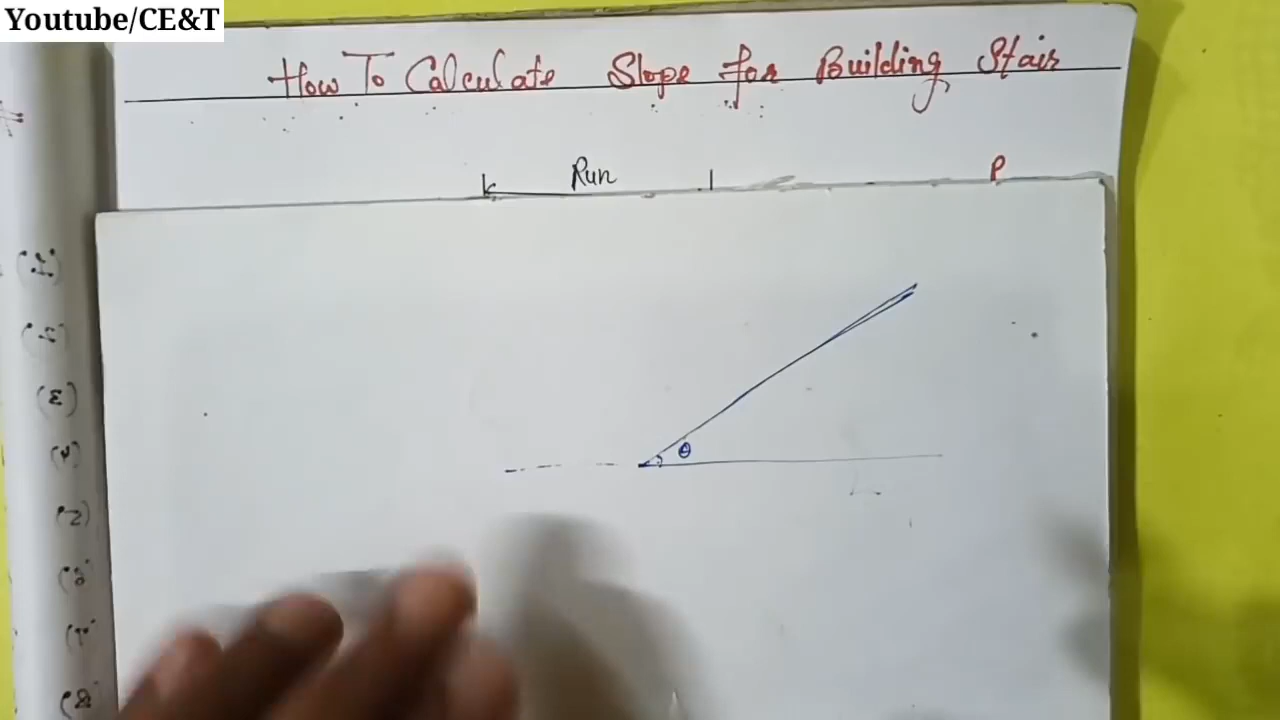 Youtube/CE&T
How To Calculate Slope for Building Stair
Run
P
θ